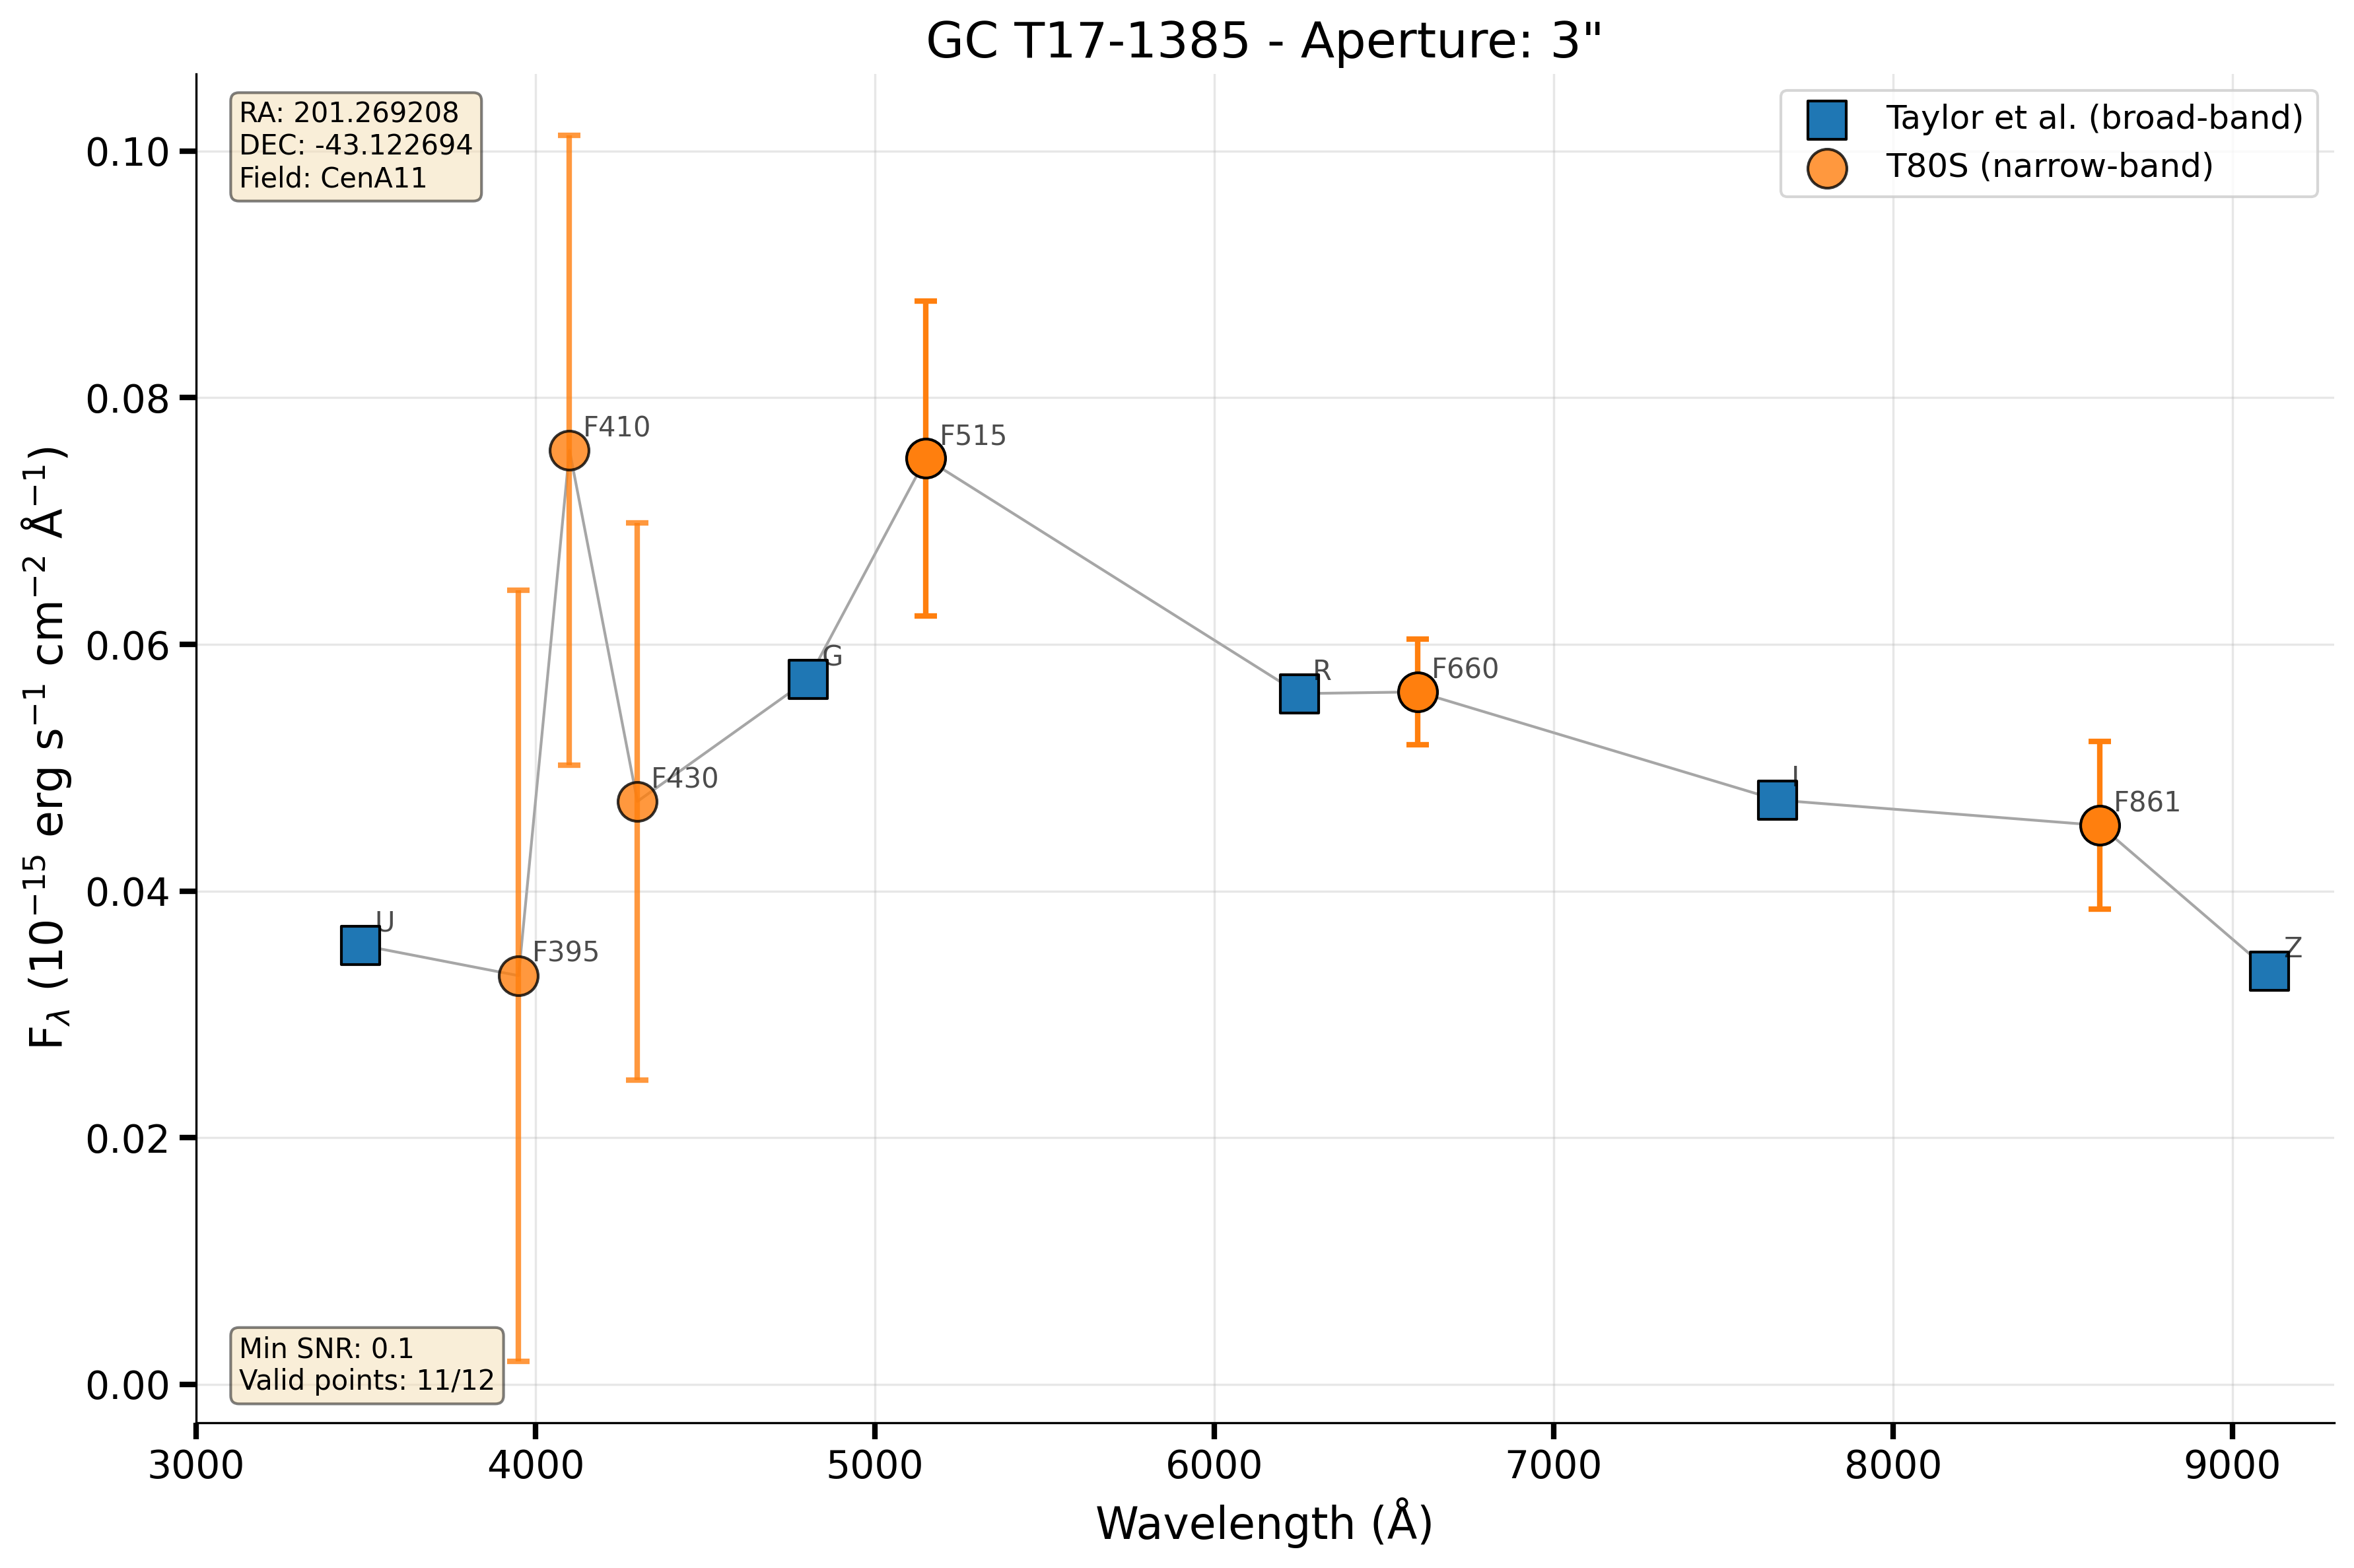 GC T17-1385 - Aperture: 3"
RA: 201.269208
DEC: -43.122694
Field: CenA11
Taylor et al. (broad-band)
T80S (narrow-band)
F_λ (10⁻¹⁵ erg s⁻¹ cm⁻² Å⁻¹)
0.10
0.08
0.06
0.04
0.02
0.00
U
F395
F410
F430
G
F515
R
F660
I
F861
Z
Min SNR: 0.1
Valid points: 11/12
3000 4000 5000 6000 7000 8000 9000
Wavelength (Å)